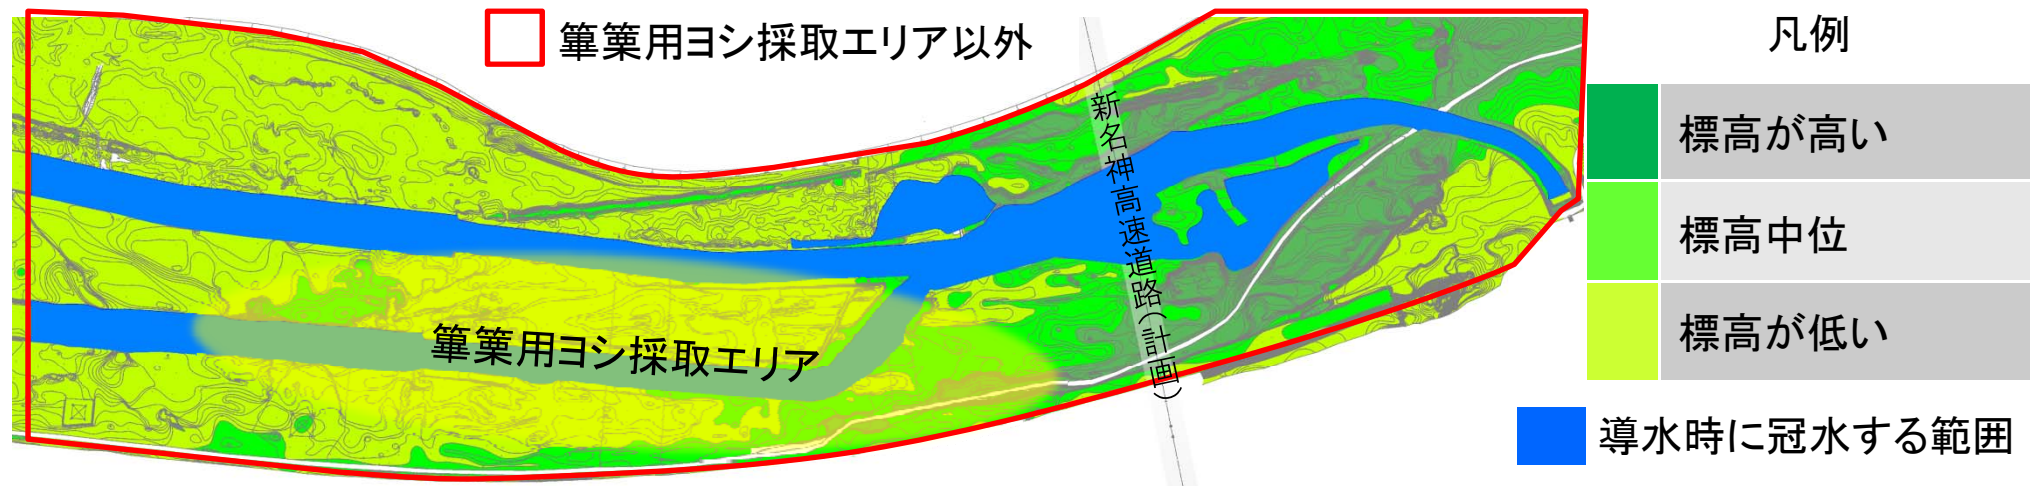 篳篥用ヨシ採取エリア以外
凡例
標高が高い
標高中位
標高が低い
導水時に冠水する範囲
新名神高速道路(計画)
篳篥用ヨシ採取エリア